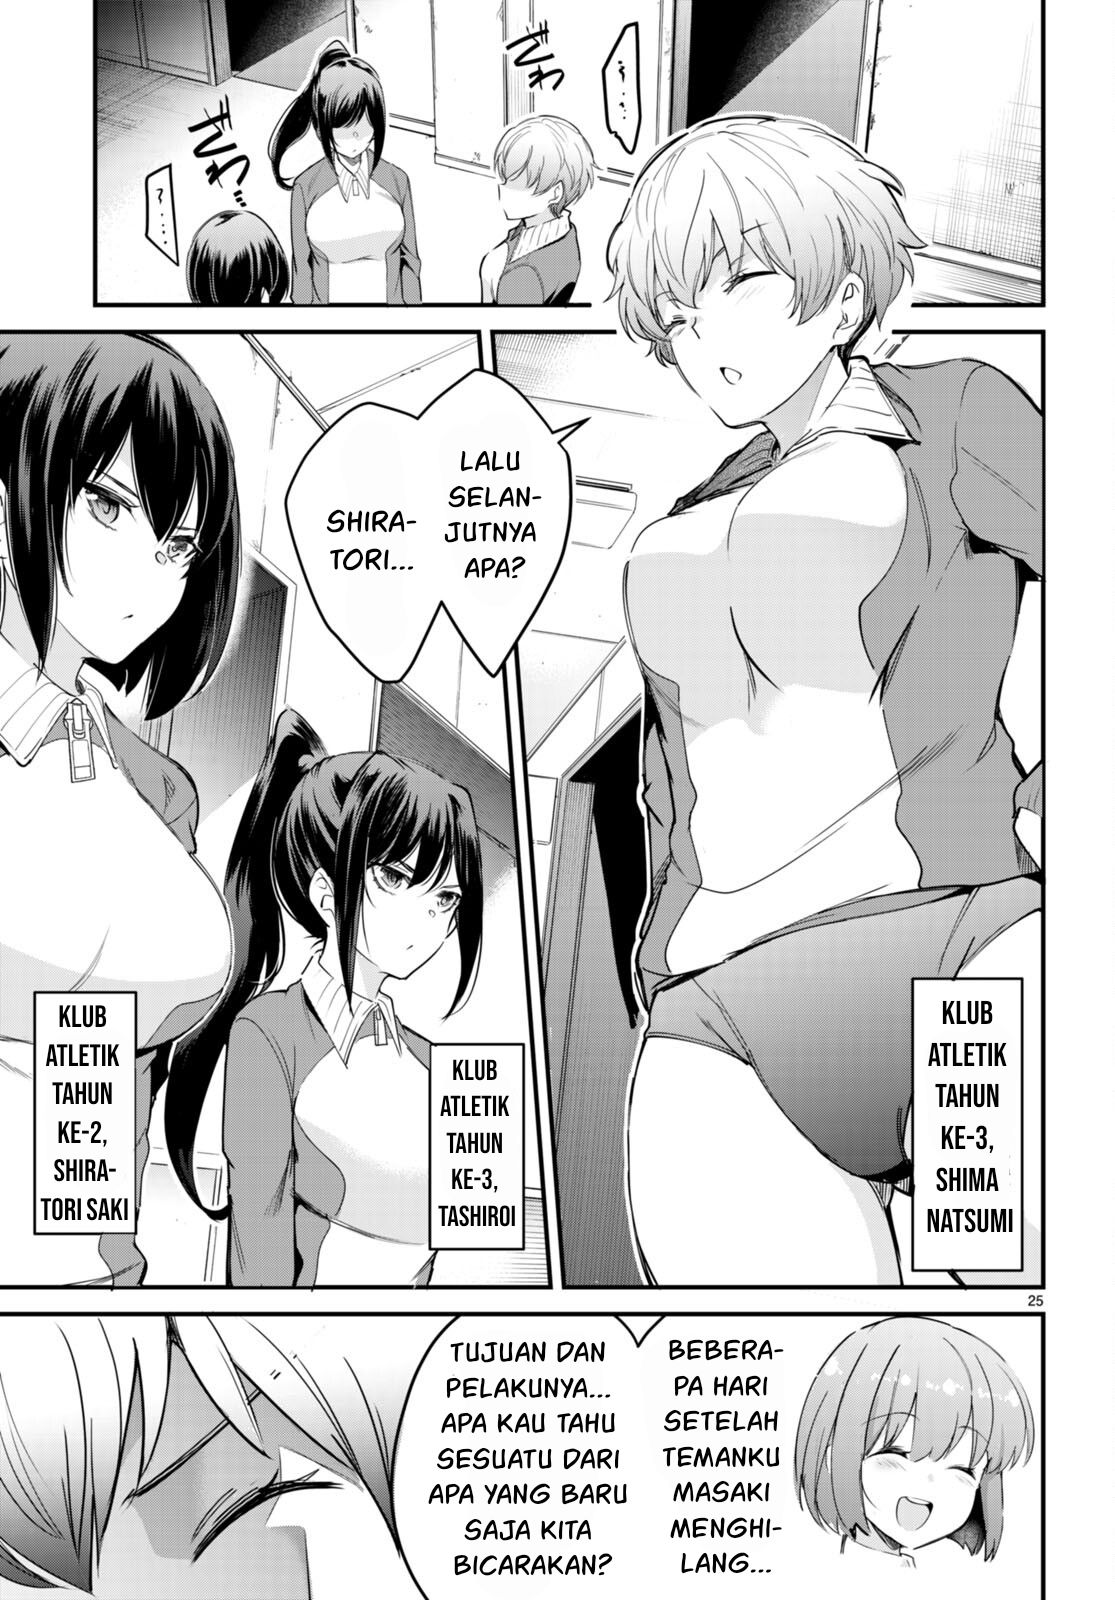 ざわっ
ざわっ…
LALU
SELAN-
JUTNYA
APA?
SHIRA-
TORI...
KLUB
ATLETIK
TAHUN
KE-3,
SHIMA
NATSUMI
KLUB
ATLETIK
TAHUN
KE-3,
TASHIROI
KLUB
ATLETIK
TAHUN
KE-2,
SHIRA-
TORI SAKI
25
BEBERA-
PA HARI
SETELAH
TEMANKU
MASAKI
MENGHI-
LANG...
TUJUAN DAN
PELAKUNYA...
APA KAU TAHU
SESUATU DARI
APA YANG BARU
SAJA KITA
BICARAKAN?